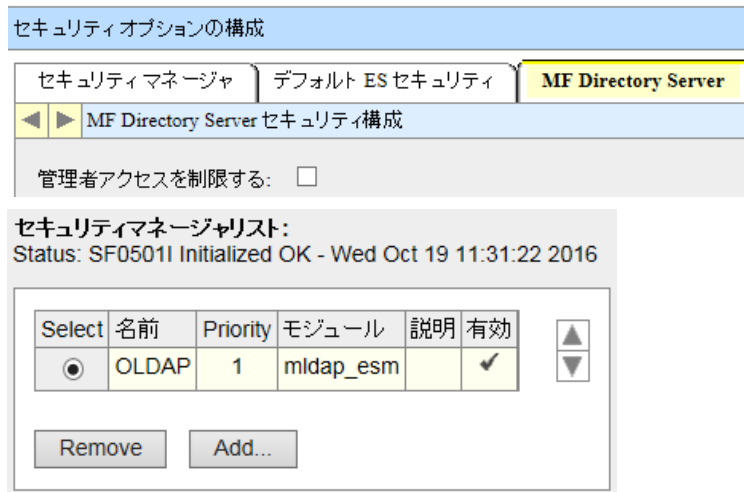 セキュリティオプションの構成
セキュリティマネージャ デフォルト ES セキュリティ MF Directory Server
MF Directory Server セキュリティ構成
管理者アクセスを制限する:
セキュリティマネージャリスト:
Status: SF0501I Initialized OK - Wed Oct 19 11:31:22 2016
Select 名前 Priority モジュール 説明 有効
OLDAP 1 mldap_esm ✔
Remove Add...